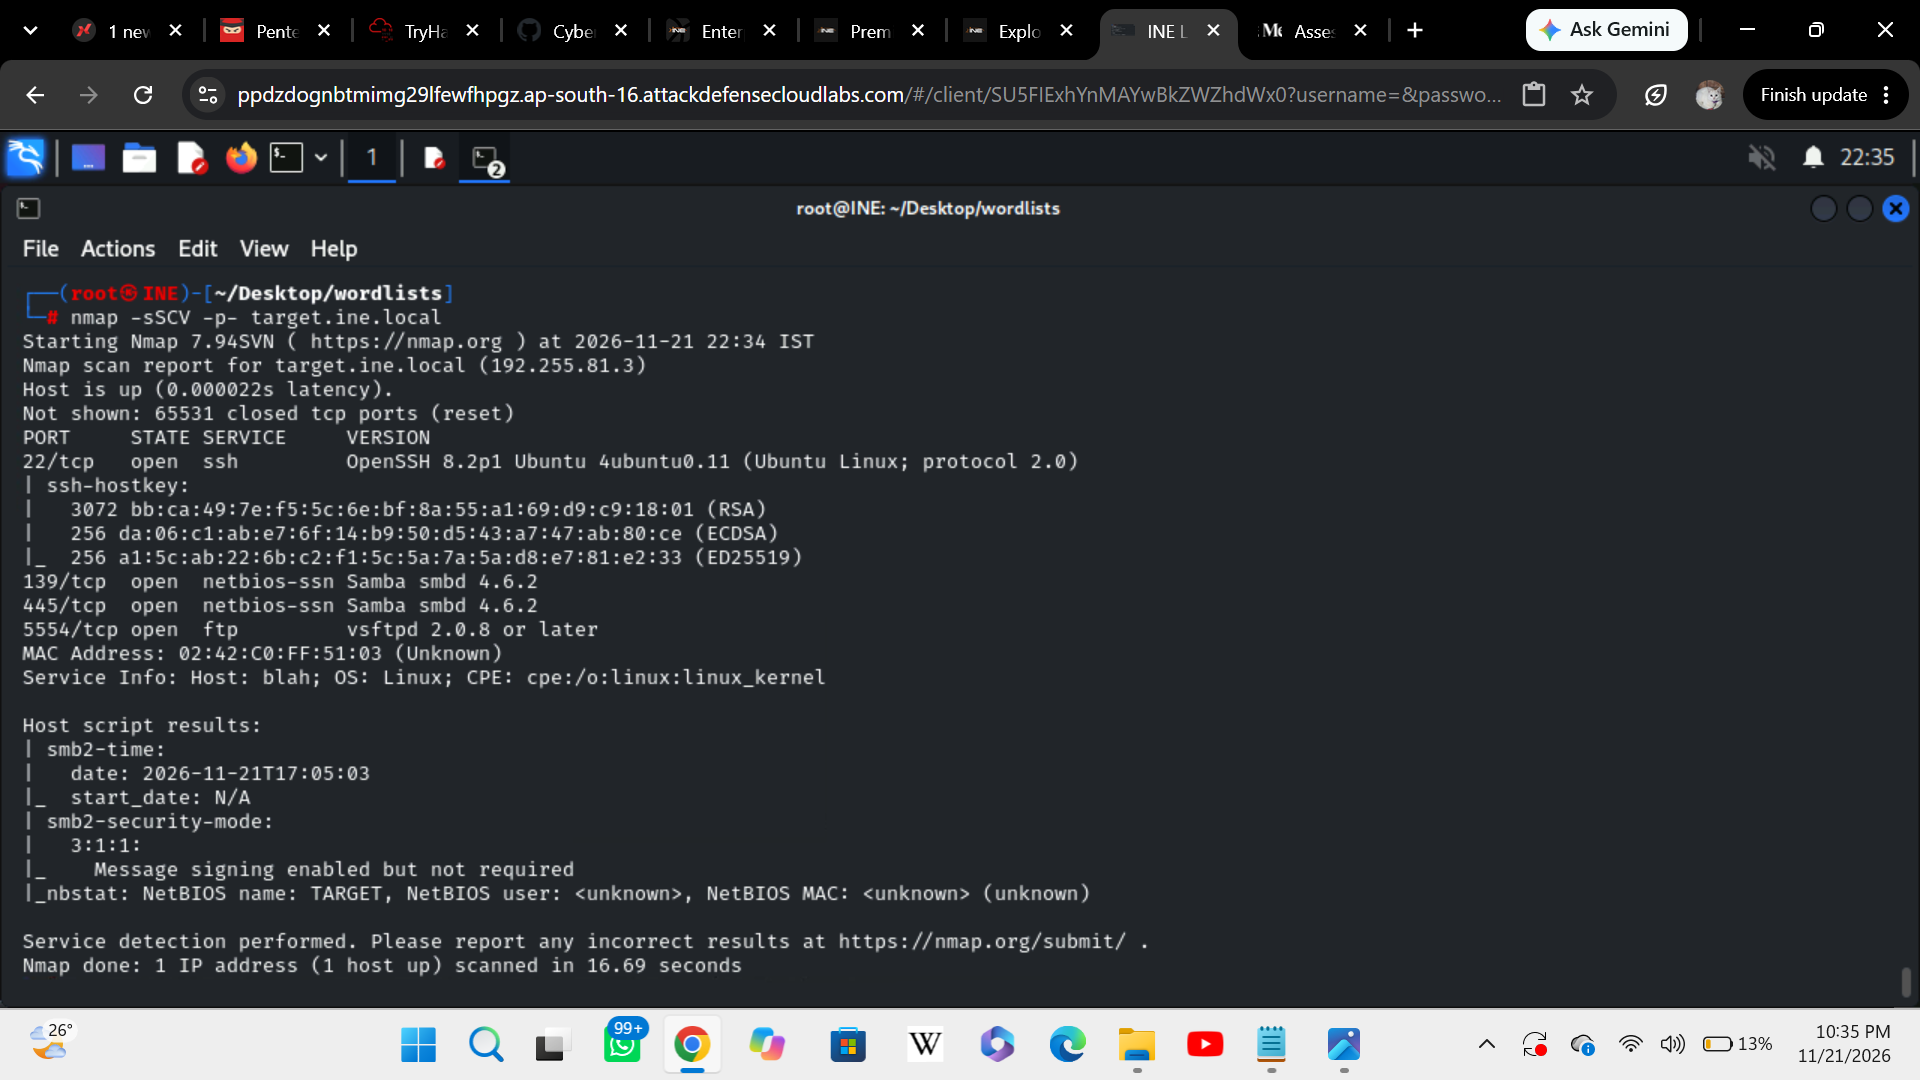 1 new
Pente
TryHa
Cyber
Enter
Prem
Explo
INE L
Asses
Ask Gemini
ppdzdognbtmimg29lfewfhpgz.ap-south-16.attackdefensecloudlabs.com/#/client/SU5FIExhYnMAYwBkZWZhdWx0?username=&passwo...
Finish update
1
2
22:35
root@INE: ~/Desktop/wordlists
File Actions Edit View Help
┌──(root㉿INE)-[~/Desktop/wordlists]
└─# nmap -sSCV -p- target.ine.local
Starting Nmap 7.94SVN ( https://nmap.org ) at 2026-11-21 22:34 IST
Nmap scan report for target.ine.local (192.255.81.3)
Host is up (0.000022s latency).
Not shown: 65531 closed tcp ports (reset)
PORT     STATE SERVICE     VERSION
22/tcp   open  ssh         OpenSSH 8.2p1 Ubuntu 4ubuntu0.11 (Ubuntu Linux; protocol 2.0)
| ssh-hostkey:
|   3072 bb:ca:49:7e:f5:5c:6e:bf:8a:55:a1:69:d9:c9:18:01 (RSA)
|   256 da:06:c1:ab:e7:6f:14:b9:50:d5:43:a7:47:ab:80:ce (ECDSA)
|_  256 a1:5c:ab:22:6b:c2:f1:5c:5a:7a:5a:d8:e7:81:e2:33 (ED25519)
139/tcp  open  netbios-ssn Samba smbd 4.6.2
445/tcp  open  netbios-ssn Samba smbd 4.6.2
5554/tcp open  ftp         vsftpd 2.0.8 or later
MAC Address: 02:42:C0:FF:51:03 (Unknown)
Service Info: Host: blah; OS: Linux; CPE: cpe:/o:linux:linux_kernel
Host script results:
| smb2-time:
|   date: 2026-11-21T17:05:03
|_  start_date: N/A
| smb2-security-mode:
|   3:1:1:
|_    Message signing enabled but not required
|_nbstat: NetBIOS name: TARGET, NetBIOS user: <unknown>, NetBIOS MAC: <unknown> (unknown)
Service detection performed. Please report any incorrect results at https://nmap.org/submit/ .
Nmap done: 1 IP address (1 host up) scanned in 16.69 seconds
26°
99+
W
13%
10:35 PM
11/21/2026